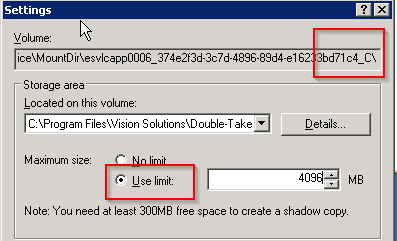 Settings
Volume:
ice\MountDir\esvlcapp0006_374e2f3d-3c7d-4896-89d4-e16233bd71c4_C\
Storage area
Located on this volume:
C:\Program Files\Vision Solutions\Double-Take
Details...
Maximum size:
No limit
Use limit:
4096
MB
Note: You need at least 300MB free space to create a shadow copy.